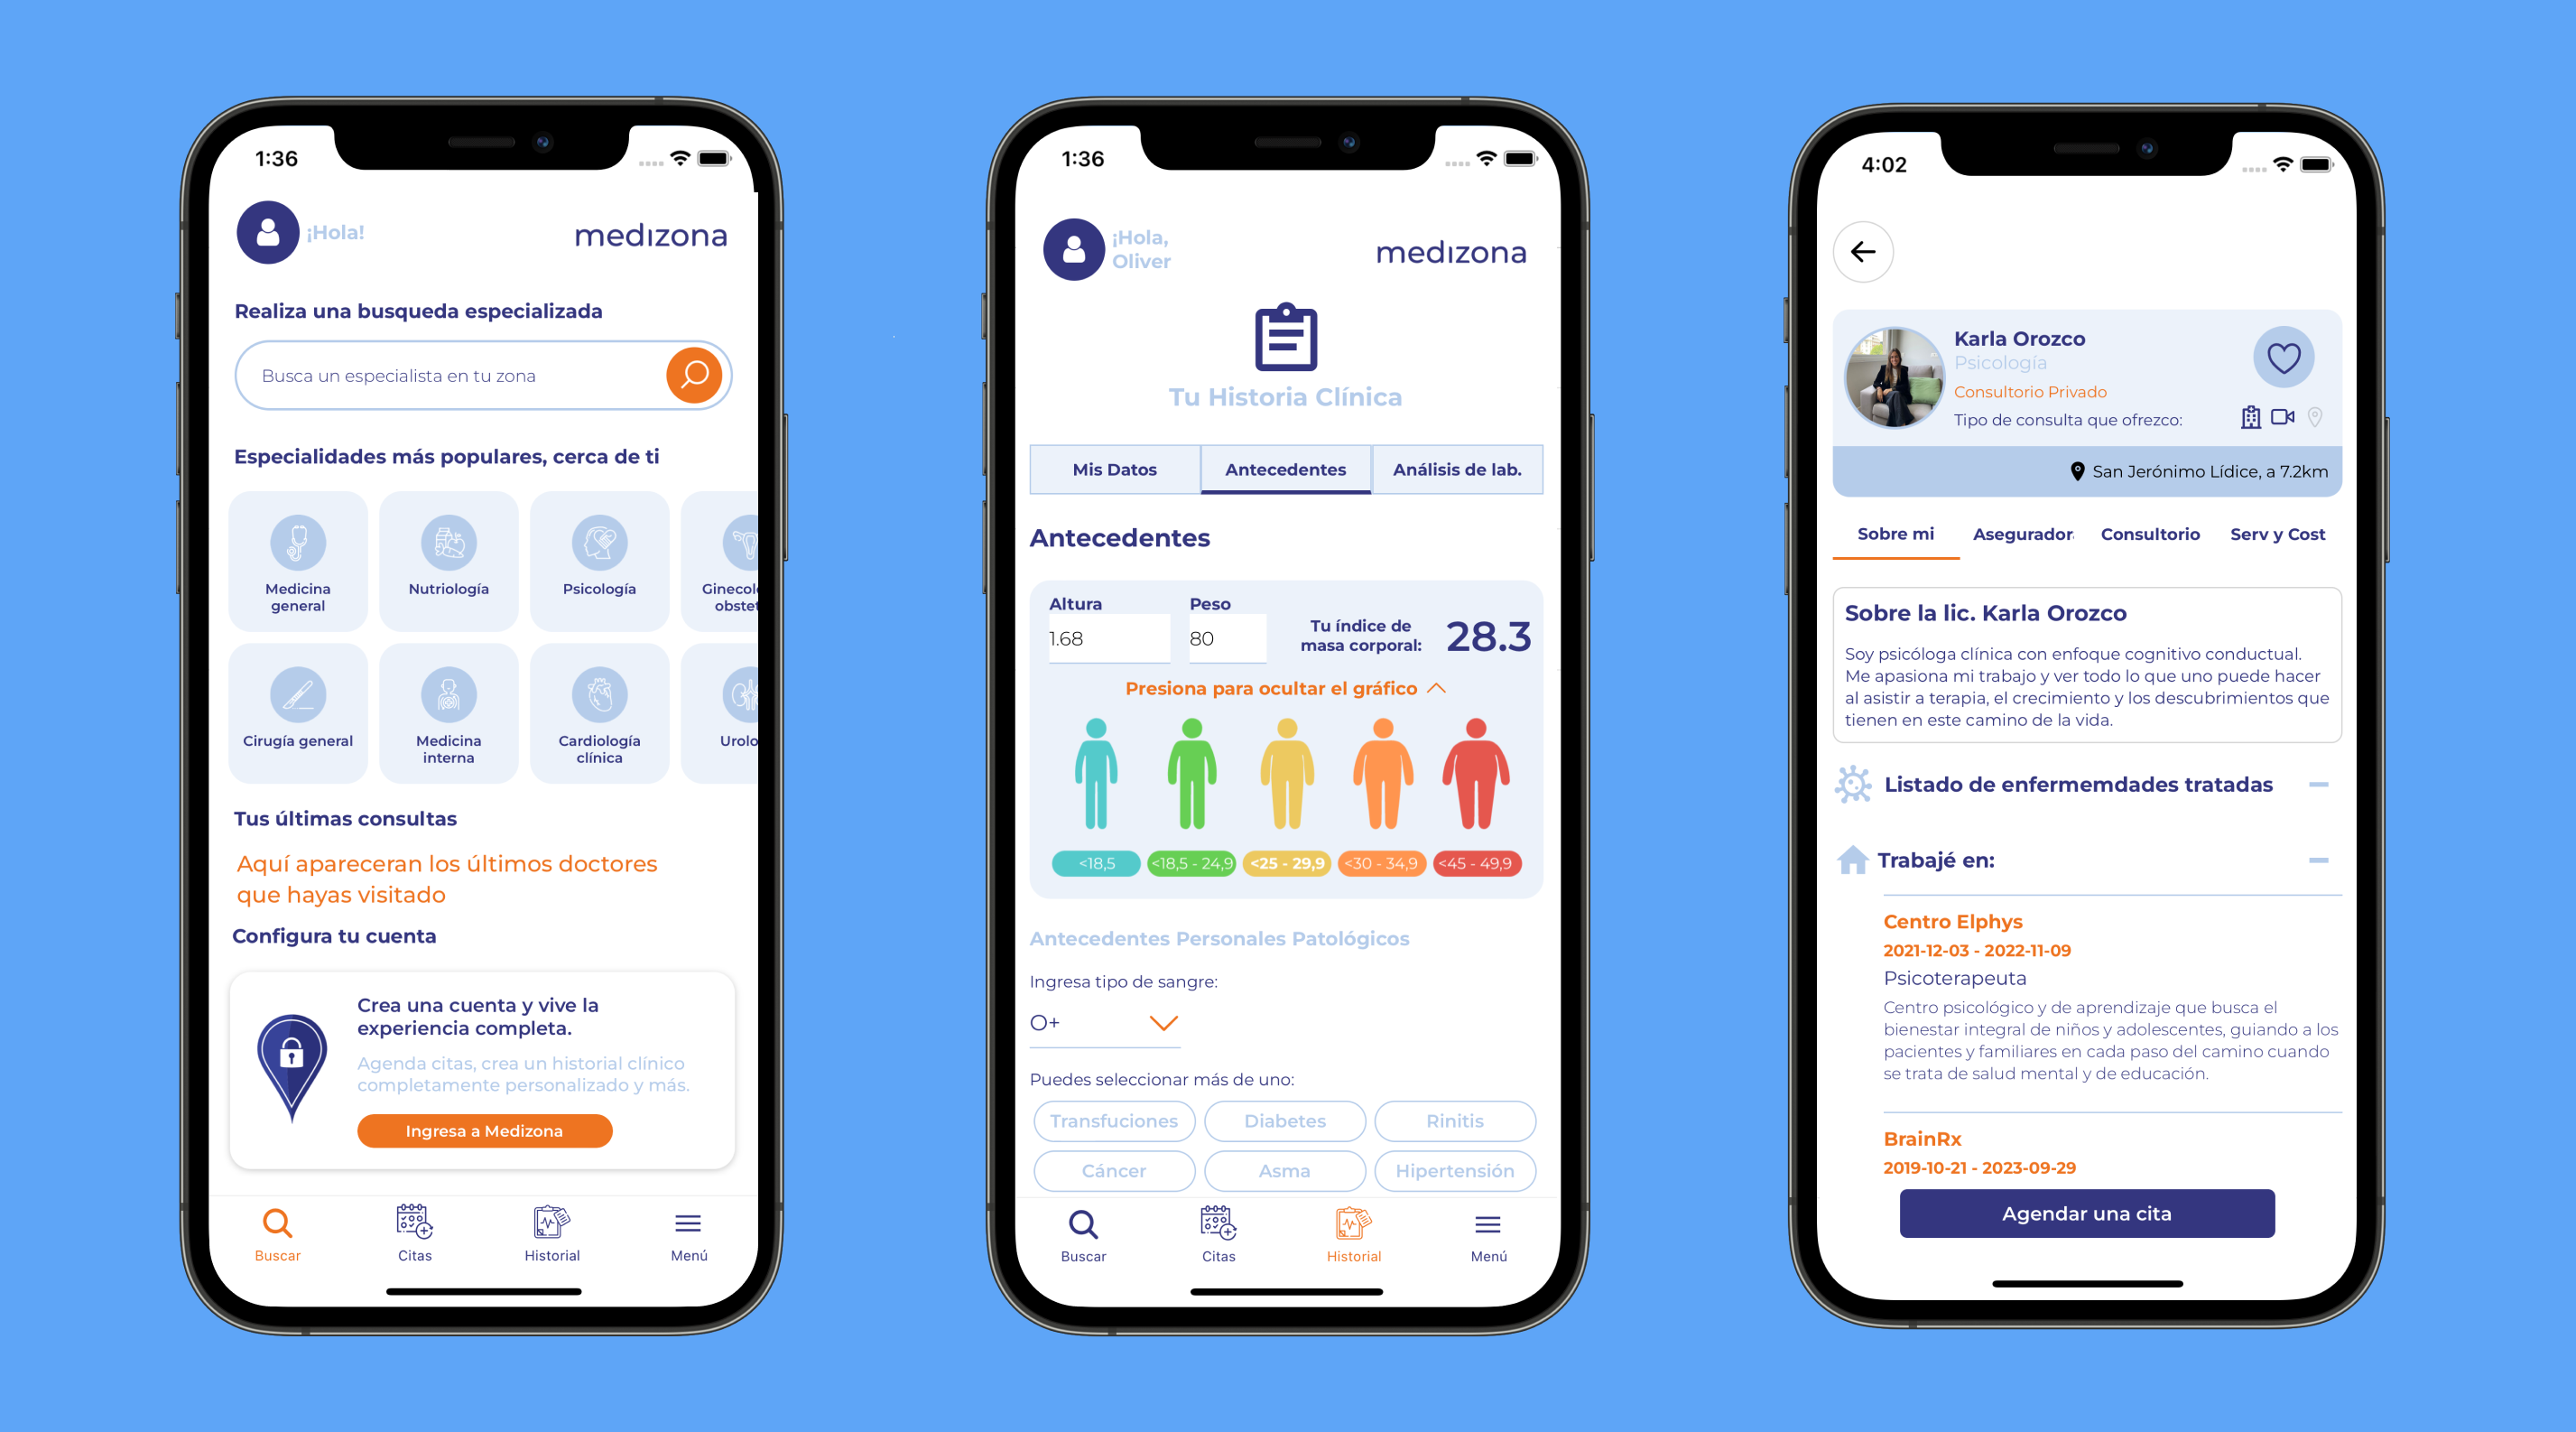 1:36
¡Hola!
medızona
Realiza una busqueda especializada
Busca un especialista en tu zona
Especialidades más populares, cerca de ti
Medicina
general
Nutriología
Psicología
Ginecol
obste
Cirugía general
Medicina
interna
Cardiología
clínica
Urolo
Tus últimas consultas
Aquí apareceran los últimos doctores
que hayas visitado
Configura tu cuenta
Crea una cuenta y vive la
experiencia completa.
Agenda citas, crea un historial clínico
completamente personalizado y más.
Ingresa a Medizona
Buscar
Citas
Historial
Menú
1:36
¡Hola,
Oliver
medızona
Tu Historia Clínica
Mis Datos
Antecedentes
Análisis de lab.
Antecedentes
Altura
1.68
Peso
80
Tu índice de
masa corporal:
28.3
Presiona para ocultar el gráfico
<18,5
<18,5 - 24,9
<25 - 29,9
<30 - 34,9
<45 - 49,9
Antecedentes Personales Patológicos
Ingresa tipo de sangre:
O+
Puedes seleccionar más de uno:
Transfuciones
Diabetes
Rinitis
Cáncer
Asma
Hipertensión
Buscar
Citas
Historial
Menú
4:02
Karla Orozco
Psicología
Consultorio Privado
Tipo de consulta que ofrezco:
San Jerónimo Lídice, a 7.2km
Sobre mi
Asegurador
Consultorio
Serv y Cost
Sobre la lic. Karla Orozco
Soy psicóloga clínica con enfoque cognitivo conductual.
Me apasiona mi trabajo y ver todo lo que uno puede hacer
al asistir a terapia, el crecimiento y los descubrimientos que
tienen en este camino de la vida.
Listado de enfermemdades tratadas
Trabajé en:
Centro Elphys
2021-12-03 - 2022-11-09
Psicoterapeuta
Centro psicológico y de aprendizaje que busca el
bienestar integral de niños y adolescentes, guiando a los
pacientes y familiares en cada paso del camino cuando
se trata de salud mental y de educación.
BrainRx
2019-10-21 - 2023-09-29
Agendar una cita